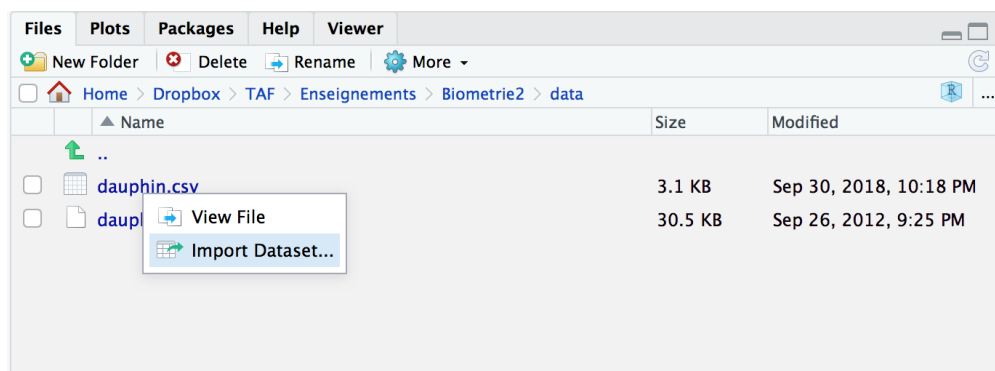 Files Plots Packages Help Viewer
New Folder Delete Rename More
Home > Dropbox > TAF > Enseignements > Biometrie2 > data R ...
Name Size Modified
..
dauphin.csv 3.1 KB Sep 30, 2018, 10:18 PM
View File
30.5 KB Sep 26, 2012, 9:25 PM
Import Dataset...